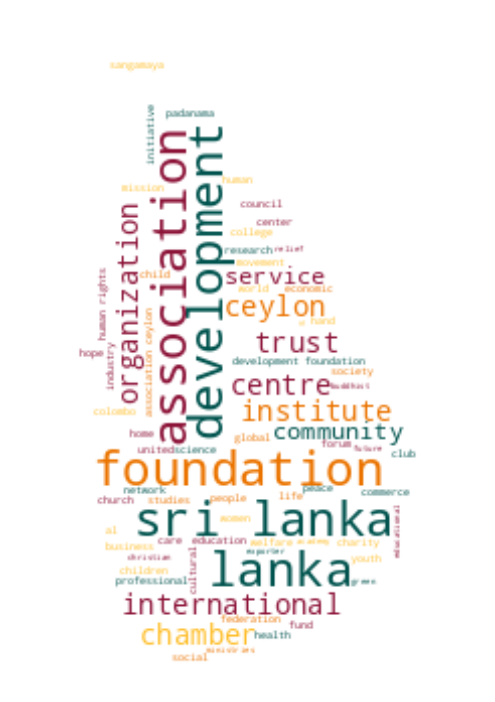 sangamaya
initiative
padanama
association
development
human
mission
organization
council
center
college
research
relief
movement
service
child
human rights
world
economic
ceylon
hand
association ceylon
trust
hope
industry
development foundation
society
centre
buddhist
colombo
institute
community
home
global
forum
future
united
science
club
foundation
network
peace
commerce
church
studies
people
life
sri lanka
educational
women
al
care
education
welfare
academy
charity
business
exporter
christian
cultural
youth
lanka
children
professional
green
international
federation
fund
chamber
health
ministries
social